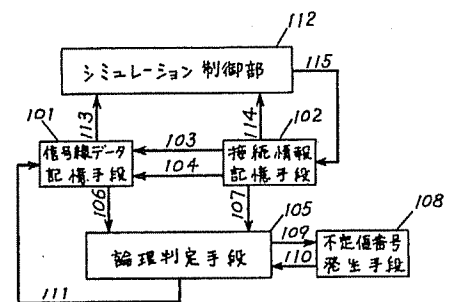 112
シミュレーション制御部
115
101
113
114
102
信号線データ
記憶手段
103
104
接続情報
記憶手段
106
107
105
108
論理判定手段
109
110
不定値番号
発生手段
111